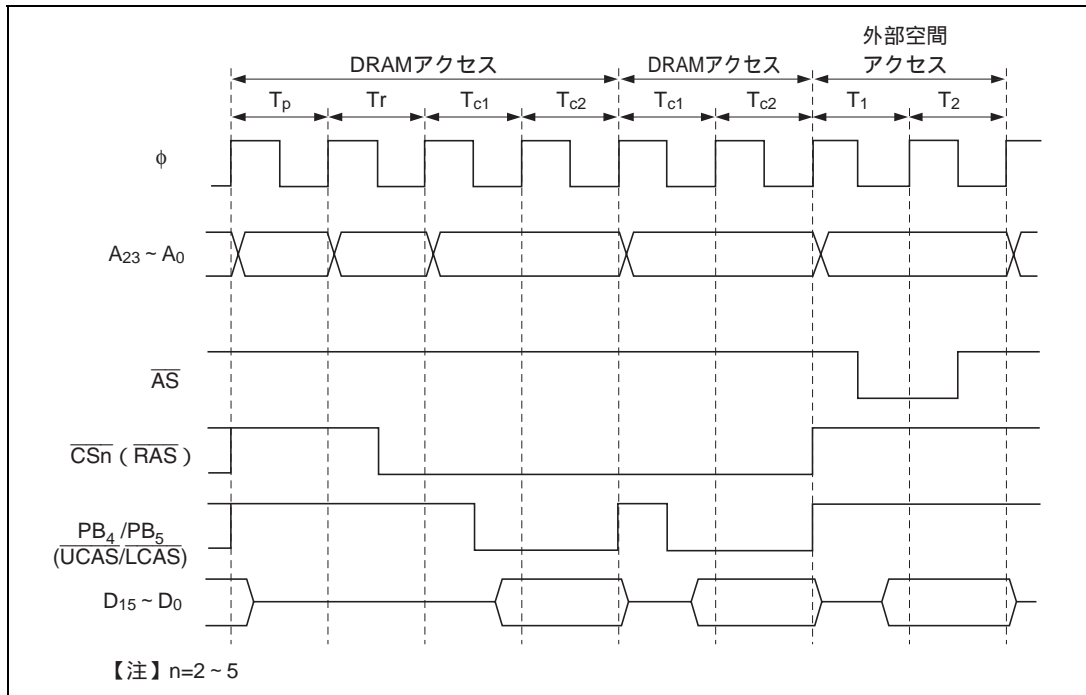 外部空間
DRAMアクセス DRAMアクセス アクセス
Tp Tr Tc1 Tc2 Tc1 Tc2 T1 T2
φ
A23 ~ A0
AS
CSn ( RAS )
PB4 /PB5
(UCAS/LCAS)
D15 ~ D0
【注】n=2 ~ 5